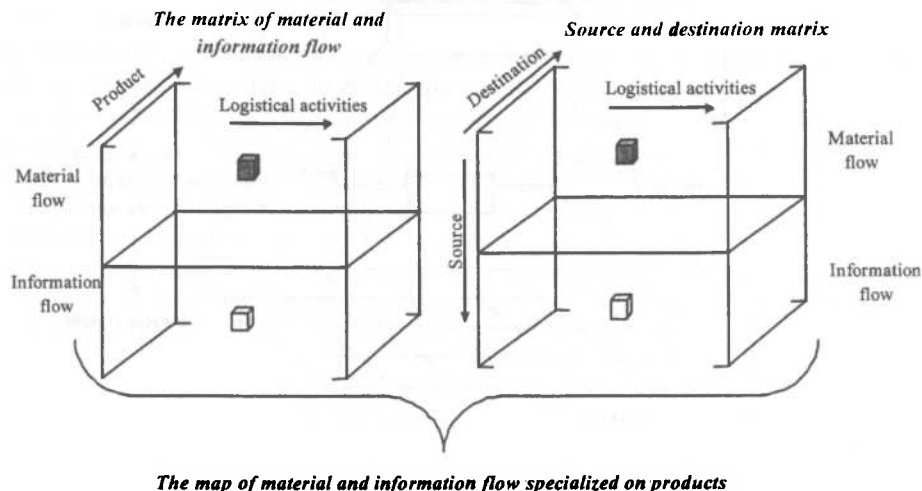 The matrix of material and
information flow
Product
Logistical activities
Material
flow
Information
flow
Source and destination matrix
Destination
Logistical activities
Source
Material
flow
Information
flow
The map of material and information flow specialized on products